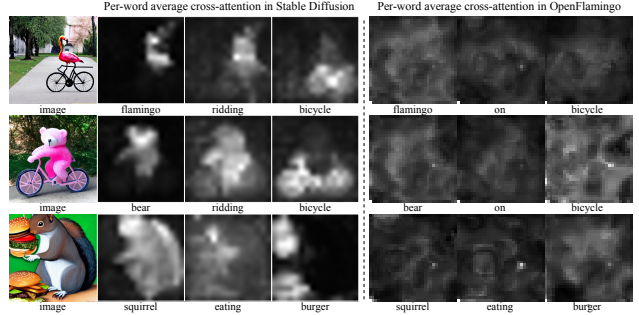 Per-word average cross-attention in Stable Diffusion
Per-word average cross-attention in OpenFlamingo
image flamingo ridding bicycle flamingo on bicycle
image bear ridding bicycle bear on bicycle
image squirrel eating burger squirrel eating burger